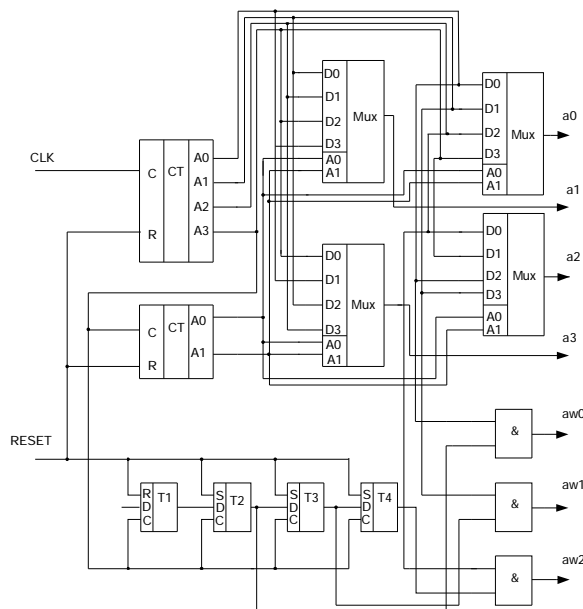 D0
D1
D2
D3
A0
A1
Mux
D0
D1
D2
D3
A0
A1
Mux
a0
a1
CLK
C
R
CT
A0
A1
A2
A3
D0
D1
D2
D3
A0
A1
Mux
D0
D1
D2
D3
A0
A1
Mux
a2
a3
C
R
CT
A0
A1
RESET
R
D
C
T1
S
D
C
T2
S
D
C
T3
S
D
C
T4
&
aw0
&
aw1
&
aw2